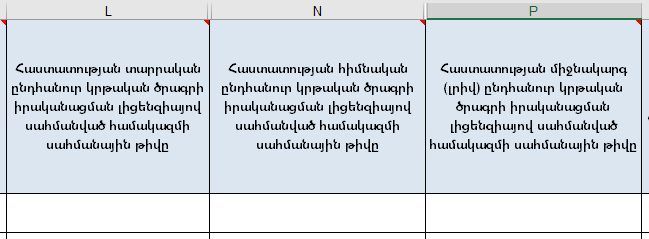 L N P
Հաստատության տարրական
ընդհանուր կրթական ծրագրի
իրականացման լիցենզիայով
սահմանված համակազմի
սահմանային թիվը
Հաստատության հիմնական
ընդհանուր կրթական ծրագրի
իրականացման լիցենզիայով
սահմանված համակազմի
սահմանային թիվը
Հաստատության միջնակարգ
(լրիվ) ընդհանուր կրթական
ծրագրի իրականացման
լիցենզիայով սահմանված
համակազմի սահմանային թիվը